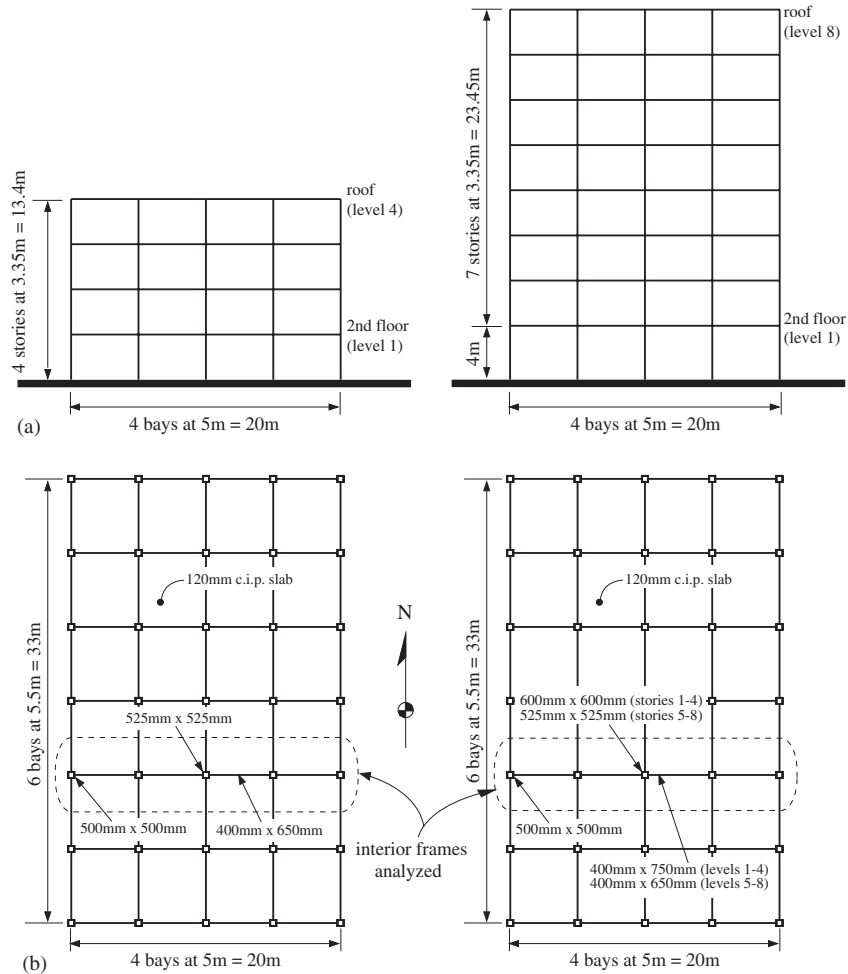 roof
(level 8)
7 stories at 3.35m = 23.45m
4 stories at 3.35m = 13.4m
roof
(level 4)
2nd floor
(level 1)
2nd floor
(level 1)
4m
(a)
4 bays at 5m = 20m
4 bays at 5m = 20m
6 bays at 5.5m = 33m
120mm c.i.p. slab
525mm x 525mm
500mm x 500mm
400mm x 650mm
N
interior frames
analyzed
6 bays at 5.5m = 33m
120mm c.i.p. slab
600mm x 600mm (stories 1-4)
525mm x 525mm (stories 5-8)
500mm x 500mm
400mm x 750mm (levels 1-4)
400mm x 650mm (levels 5-8)
(b)
4 bays at 5m = 20m
4 bays at 5m = 20m